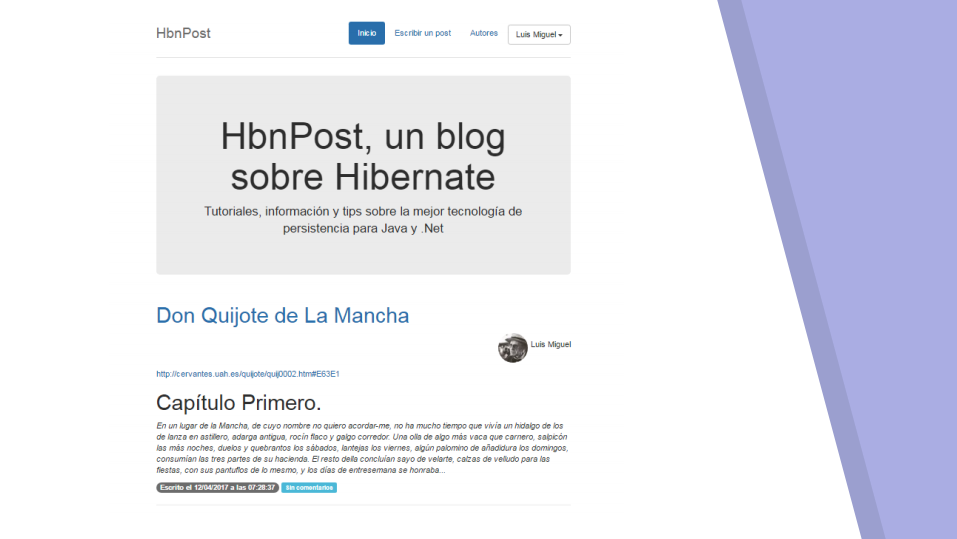 HbnPost
Inicio
Escribir un post
Autores
Luis Miguel
HbnPost, un blog
sobre Hibernate
Tutoriales, información y tips sobre la mejor tecnología de
persistencia para Java y .Net
Don Quijote de La Mancha
Luis Miguel
http://cervantes.uah.es/quijote/quij0002.htm#E63E1
Capítulo Primero.
En un lugar de la Mancha, de cuyo nombre no quiero acordar-me, no ha mucho tiempo que vivía un hidalgo de los
de lanza en astillero, adarga antigua, rocín flaco y galgo corredor. Una olla de algo más vaca que carnero, salpicón
las más noches, duelos y quebrantos los sábados, lantejas los viernes, algún palomino de añadidura los domingos,
consumían las tres partes de su hacienda. El resto della concluían sayo de velarte, calzas de velludo para las
fiestas, con sus pantuflos de lo mesmo, y los días de entresemana se honraba...
Escrito el 12/04/2017 a las 07:28:37
Sin comentarios